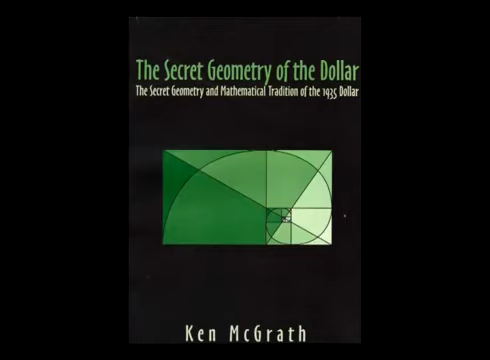 The Secret Geometry of the Dollar
The Secret Geometry and Mathematical Tradition of the 1935 Dollar
Ken McGrath